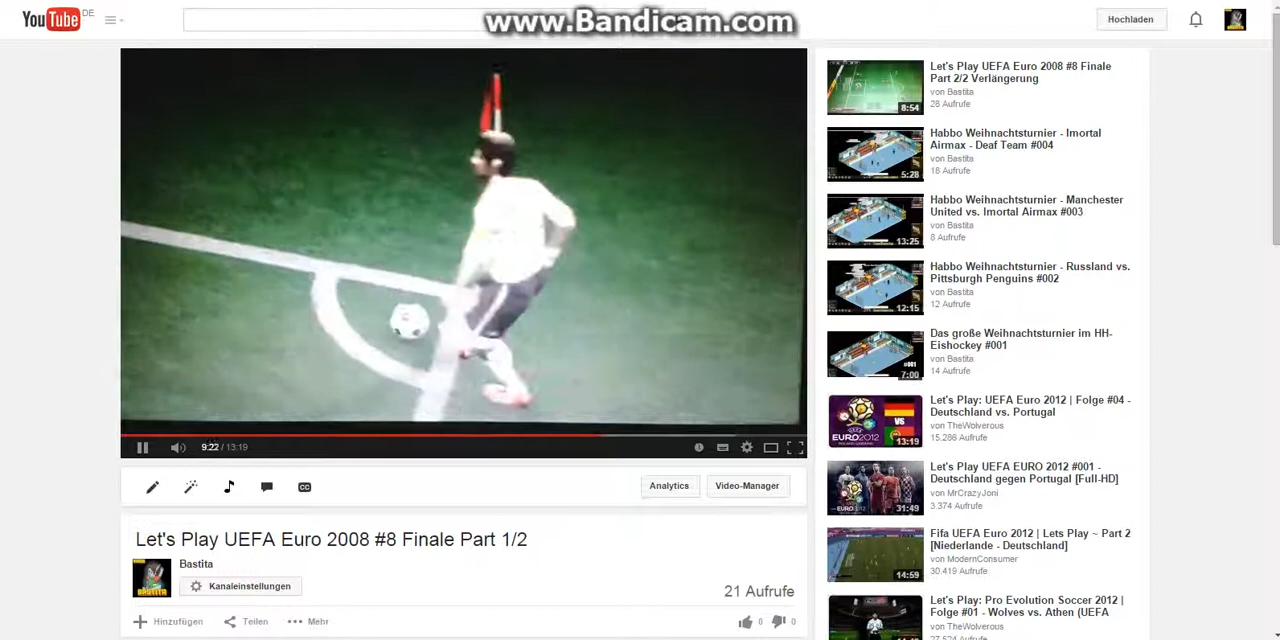 YouTube DE
www.Bandicam.com
Hochladen
Let's Play UEFA Euro 2008 #8 Finale
Part 2/2 Verlängerung
von Bastita
28 Aufrufe
8:54
Habbo Weihnachtsturnier - Imortal
Airmax - Deaf Team #004
von Bastita
18 Aufrufe
5:28
Habbo Weihnachtsturnier - Manchester
United vs. Imortal Airmax #003
von Bastita
8 Aufrufe
13:25
Habbo Weihnachtsturnier - Russland vs.
Pittsburgh Penguins #002
von Bastita
12 Aufrufe
12:15
Das große Weihnachtsturnier im HH-
Eishockey #001
von Bastita
14 Aufrufe
#001
7:00
Let's Play: UEFA Euro 2012 | Folge #04 -
Deutschland vs. Portugal
von TheWolverous
15.286 Aufrufe
EURO2012
VS
13:19
Let's Play UEFA EURO 2012 #001 -
Deutschland gegen Portugal [Full-HD]
von MrCrazyJoni
3.374 Aufrufe
31:49
Fifa UEFA Euro 2012 | Lets Play ~ Part 2
[Niederlande - Deutschland]
von ModernConsumer
30.419 Aufrufe
14:59
Let's Play: Pro Evolution Soccer 2012 |
Folge #01 - Wolves vs. Athen (UEFA
von TheWolverous
27.524 Aufrufe
9:22 / 13:19
Analytics
Video-Manager
Let's Play UEFA Euro 2008 #8 Finale Part 1/2
BASTITA
Bastita
Kanaleinstellungen
21 Aufrufe
Hinzufügen
Teilen
Mehr
0
0